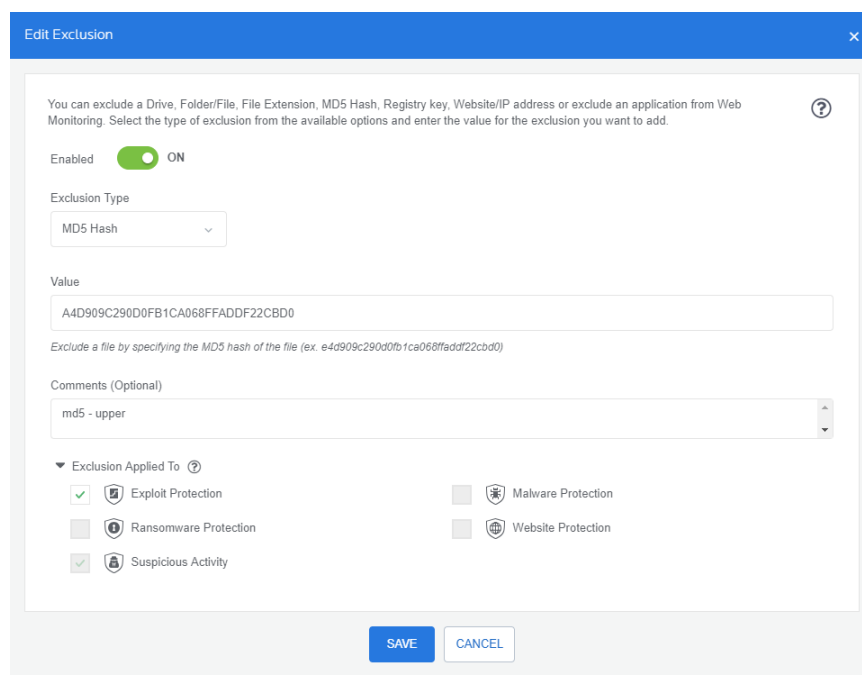 Edit Exclusion
×
You can exclude a Drive, Folder/File, File Extension, MD5 Hash, Registry key, Website/IP address or exclude an application from Web
Monitoring. Select the type of exclusion from the available options and enter the value for the exclusion you want to add.
?
Enabled ON
Exclusion Type
MD5 Hash
Value
A4D909C290D0FB1CA068FFADDF22CBD0
Exclude a file by specifying the MD5 hash of the file (ex. e4d909c290d0fb1ca068ffaddf22cbd0)
Comments (Optional)
md5 - upper
Exclusion Applied To ?
Exploit Protection Malware Protection
Ransomware Protection Website Protection
Suspicious Activity
SAVE CANCEL